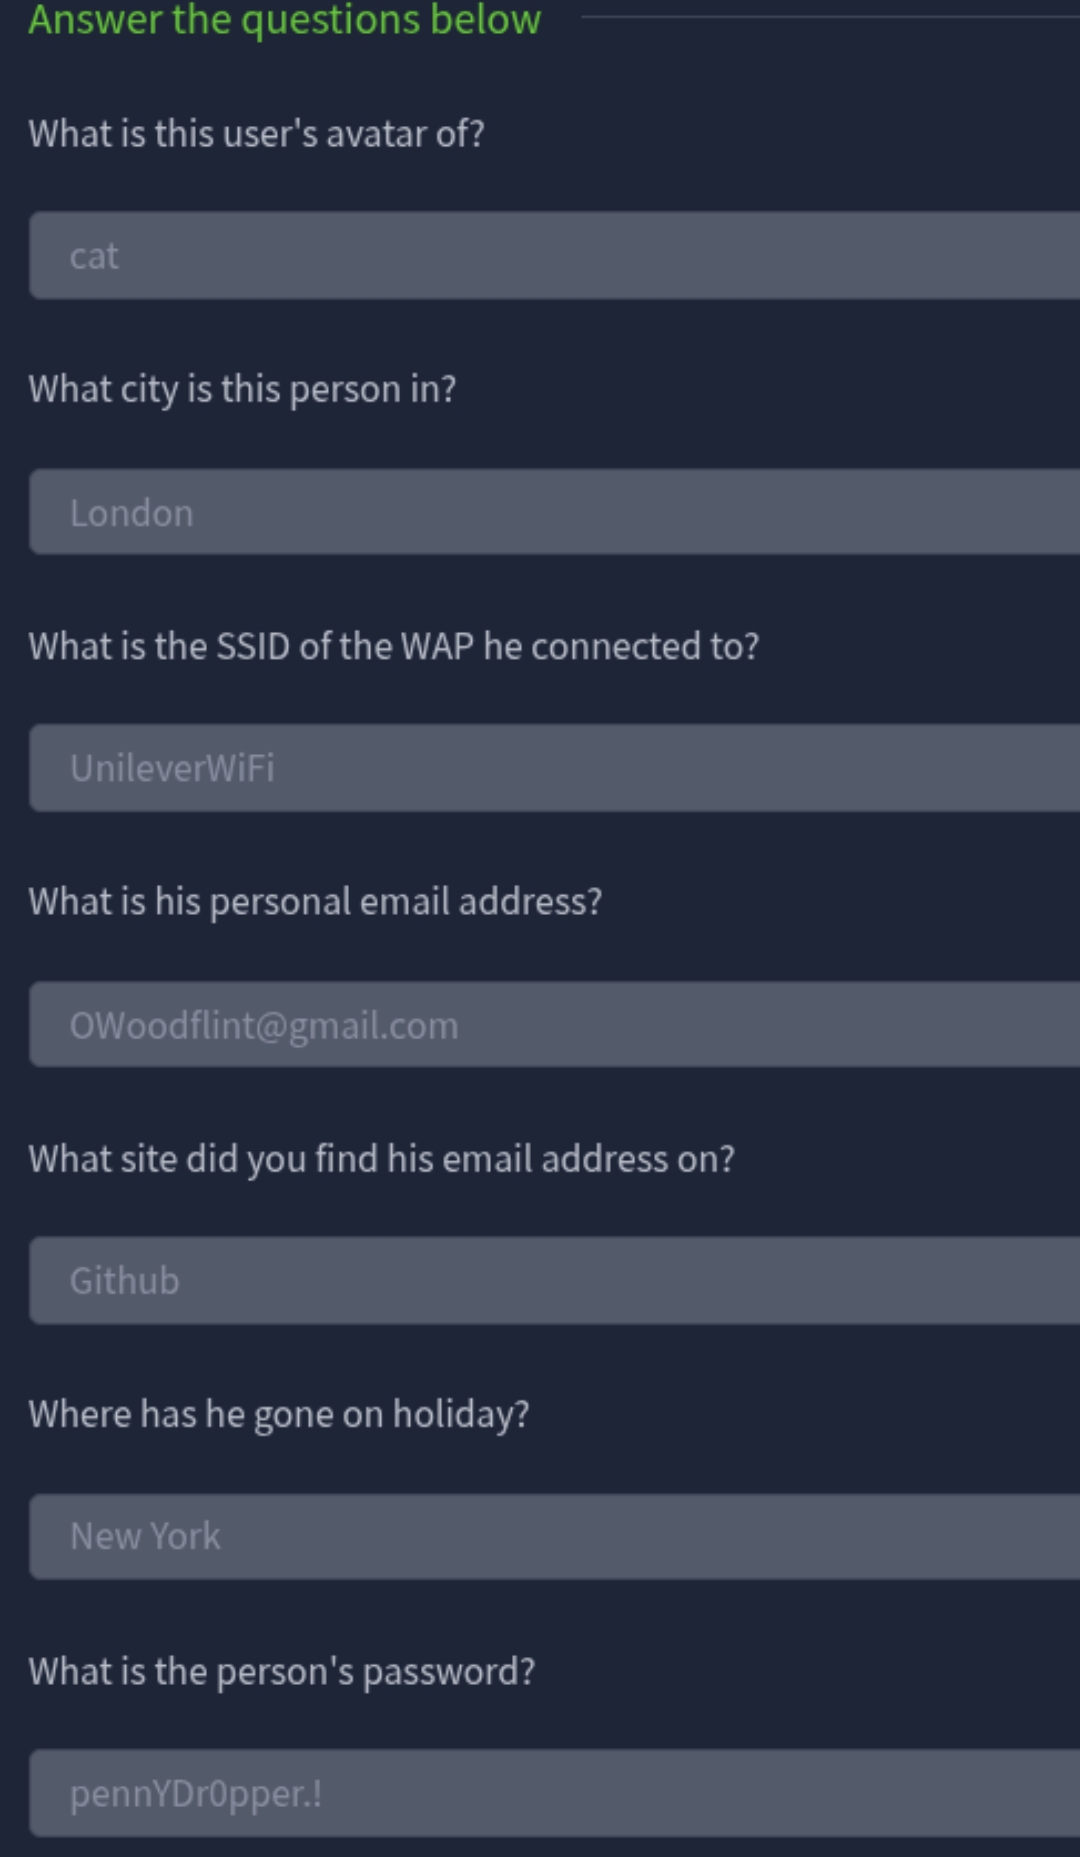 Answer the questions below
What is this user's avatar of?
cat
What city is this person in?
London
What is the SSID of the WAP he connected to?
UnileverWiFi
What is his personal email address?
OWoodflint@gmail.com
What site did you find his email address on?
Github
Where has he gone on holiday?
New York
What is the person's password?
pennYDr0pper.!